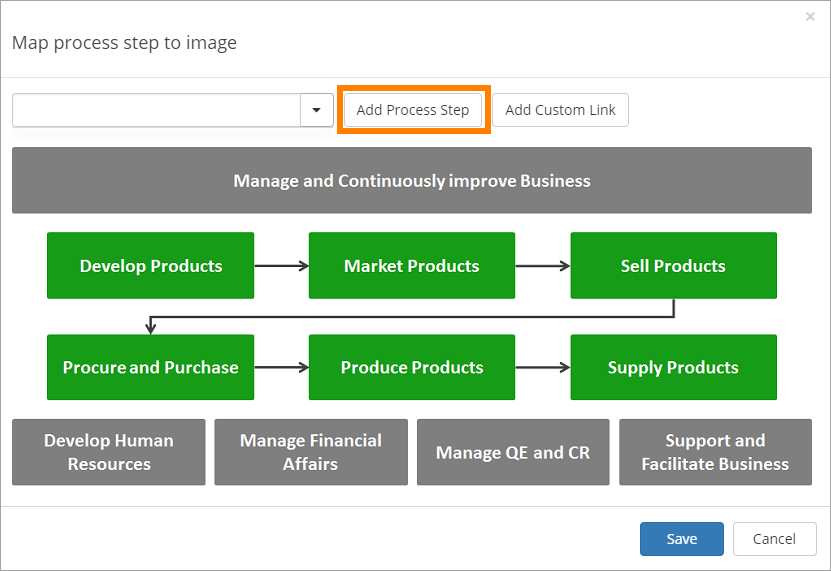 ×
Map process step to image
Add Process Step
Add Custom Link
Manage and Continuously improve Business
Develop Products
Market Products
Sell Products
Procure and Purchase
Produce Products
Supply Products
Develop Human
Resources
Manage Financial
Affairs
Manage QE and CR
Support and
Facilitate Business
Save
Cancel